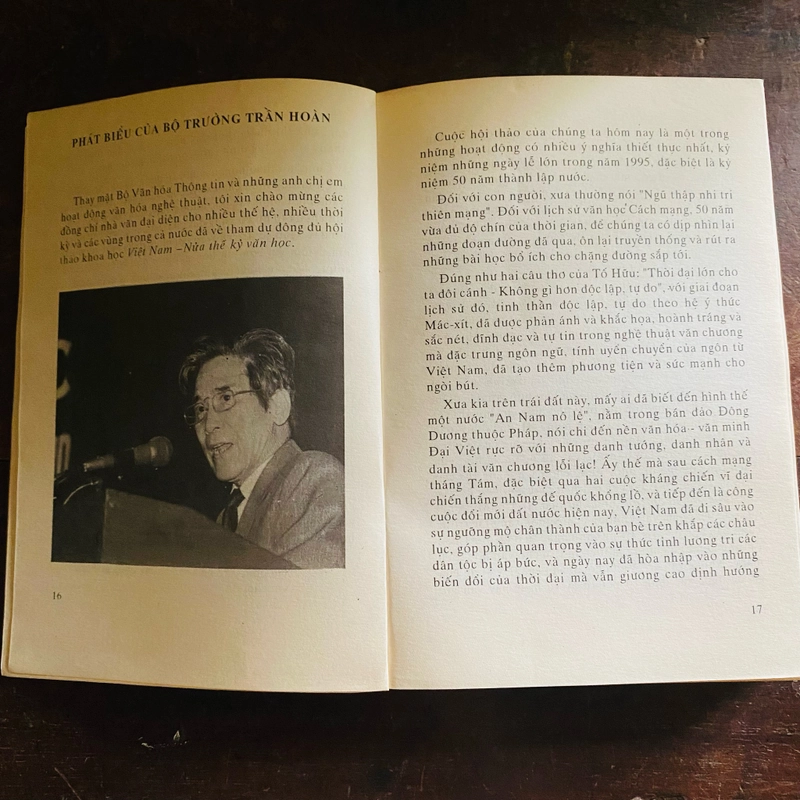 PHÁT BIỂU CỦA BỘ TRƯỞNG TRẦN HOÀN
Thay mặt Bộ Văn hóa Thông tin và những anh chị em
hoạt động văn hóa nghệ thuật, tôi xin chào mừng các
đồng chí nhà văn đại diện cho nhiều thế hệ, nhiều thời
kỳ và các vùng trong cả nước đã về tham dự đông đủ hội
thảo khoa học Việt Nam –Nửa thế kỷ văn học.
16
Cuộc hội thảo của chúng ta hôm nay là một trong
những hoạt động có nhiều ý nghĩa thiết thực nhất, kỷ
niệm những ngày lễ lớn trong năm 1995, đặc biệt là kỷ
niệm 50 năm thành lập nước.
Đối với con người, xưa thường nói "Ngũ thập nhi tri
thiên mạng". Đối với lịch sử văn học Cách mạng, 50 năm
vừa đủ độ chín của thời gian, để chúng ta có dịp nhìn lại
những đoạn đường đã qua, ôn lại truyền thống và rút ra
những bài học bổ ích cho chặng đường sắp tới.
Đúng như hai câu thơ của Tố Hữu: "Thời đại lớn cho
ta đôi cánh - Không gì hơn độc lập, tự do", với giai đoạn
lịch sử đó, tinh thần độc lập, tự do theo hệ ý thức
Mác-xít, đã được phản ánh và khắc họa, hoành tráng và
sắc nét, đĩnh đạc và tự tin trong nghệ thuật văn chương
mà đặc trưng ngôn ngữ, tính uyển chuyển của ngôn từ
Việt Nam, đã tạo thêm phương tiện và sức mạnh cho
ngòi bút.
Xưa kia trên trái đất này, mấy ai đã biết đến hình thế
một nước "An Nam nô lệ", nằm trong bán đảo Đông
Dương thuộc Pháp, nói chi đến nền văn hóa-- văn minh
Đại Việt rực rỡ với những danh tướng, danh nhân và
danh tài văn chương lỗi lạc! Ấy thế mà sau cách mạng
tháng Tám, đặc biệt qua hai cuộc kháng chiến vĩ đại
chiến thắng những đế quốc khổng lồ, và tiếp đến là công
cuộc đổi mới đất nước hiện nay, Việt Nam đã đi sâu vào
sự ngưỡng mộ chân thành của bạn bè trên khắp các châu
lục, góp phần quan trọng vào sự thức tỉnh lương tri các
dân tộc bị áp bức, và ngày nay đã hòa nhập vào những
biến đổi của thời đại mà vẫn giương cao định hướng
17